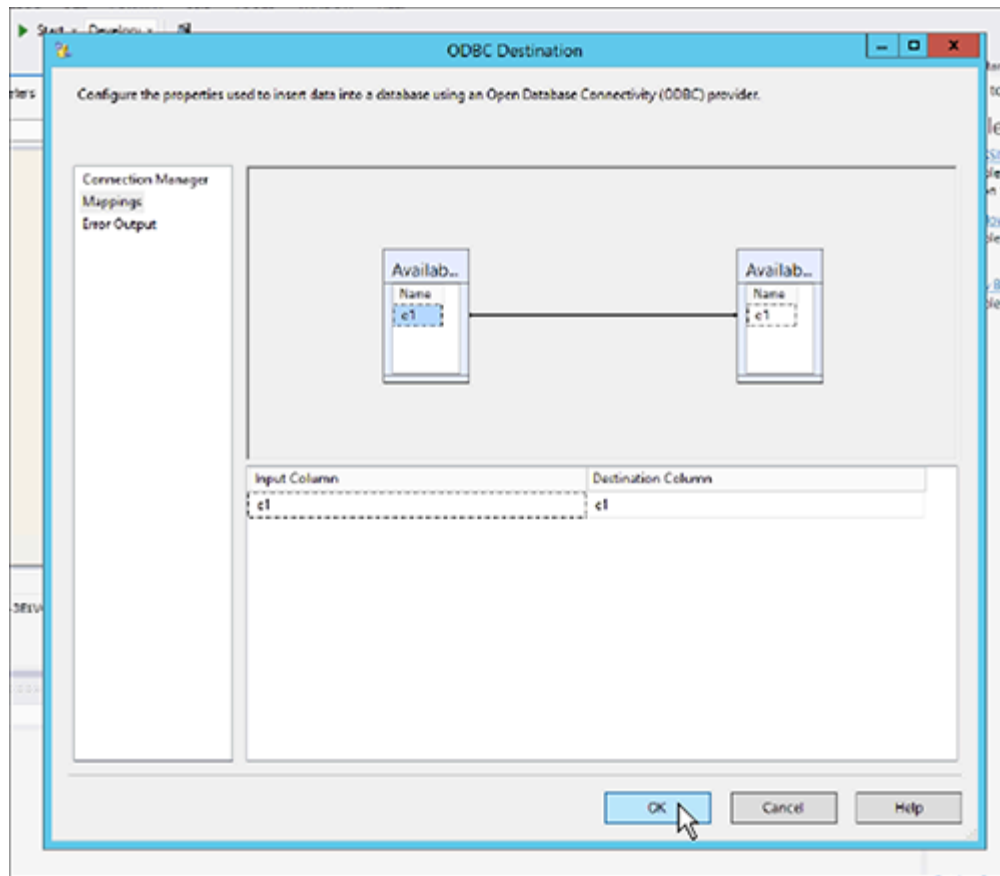 Start Develop
ODBC Destination
Configure the properties used to insert data into a database using an Open Database Connectivity (ODBC) provider.
Connection Manager
Mappings
Error Output
Availab... Availab...
Name Name
c1 c1
Input Column Destination Column
c1 c1
OK Cancel Help